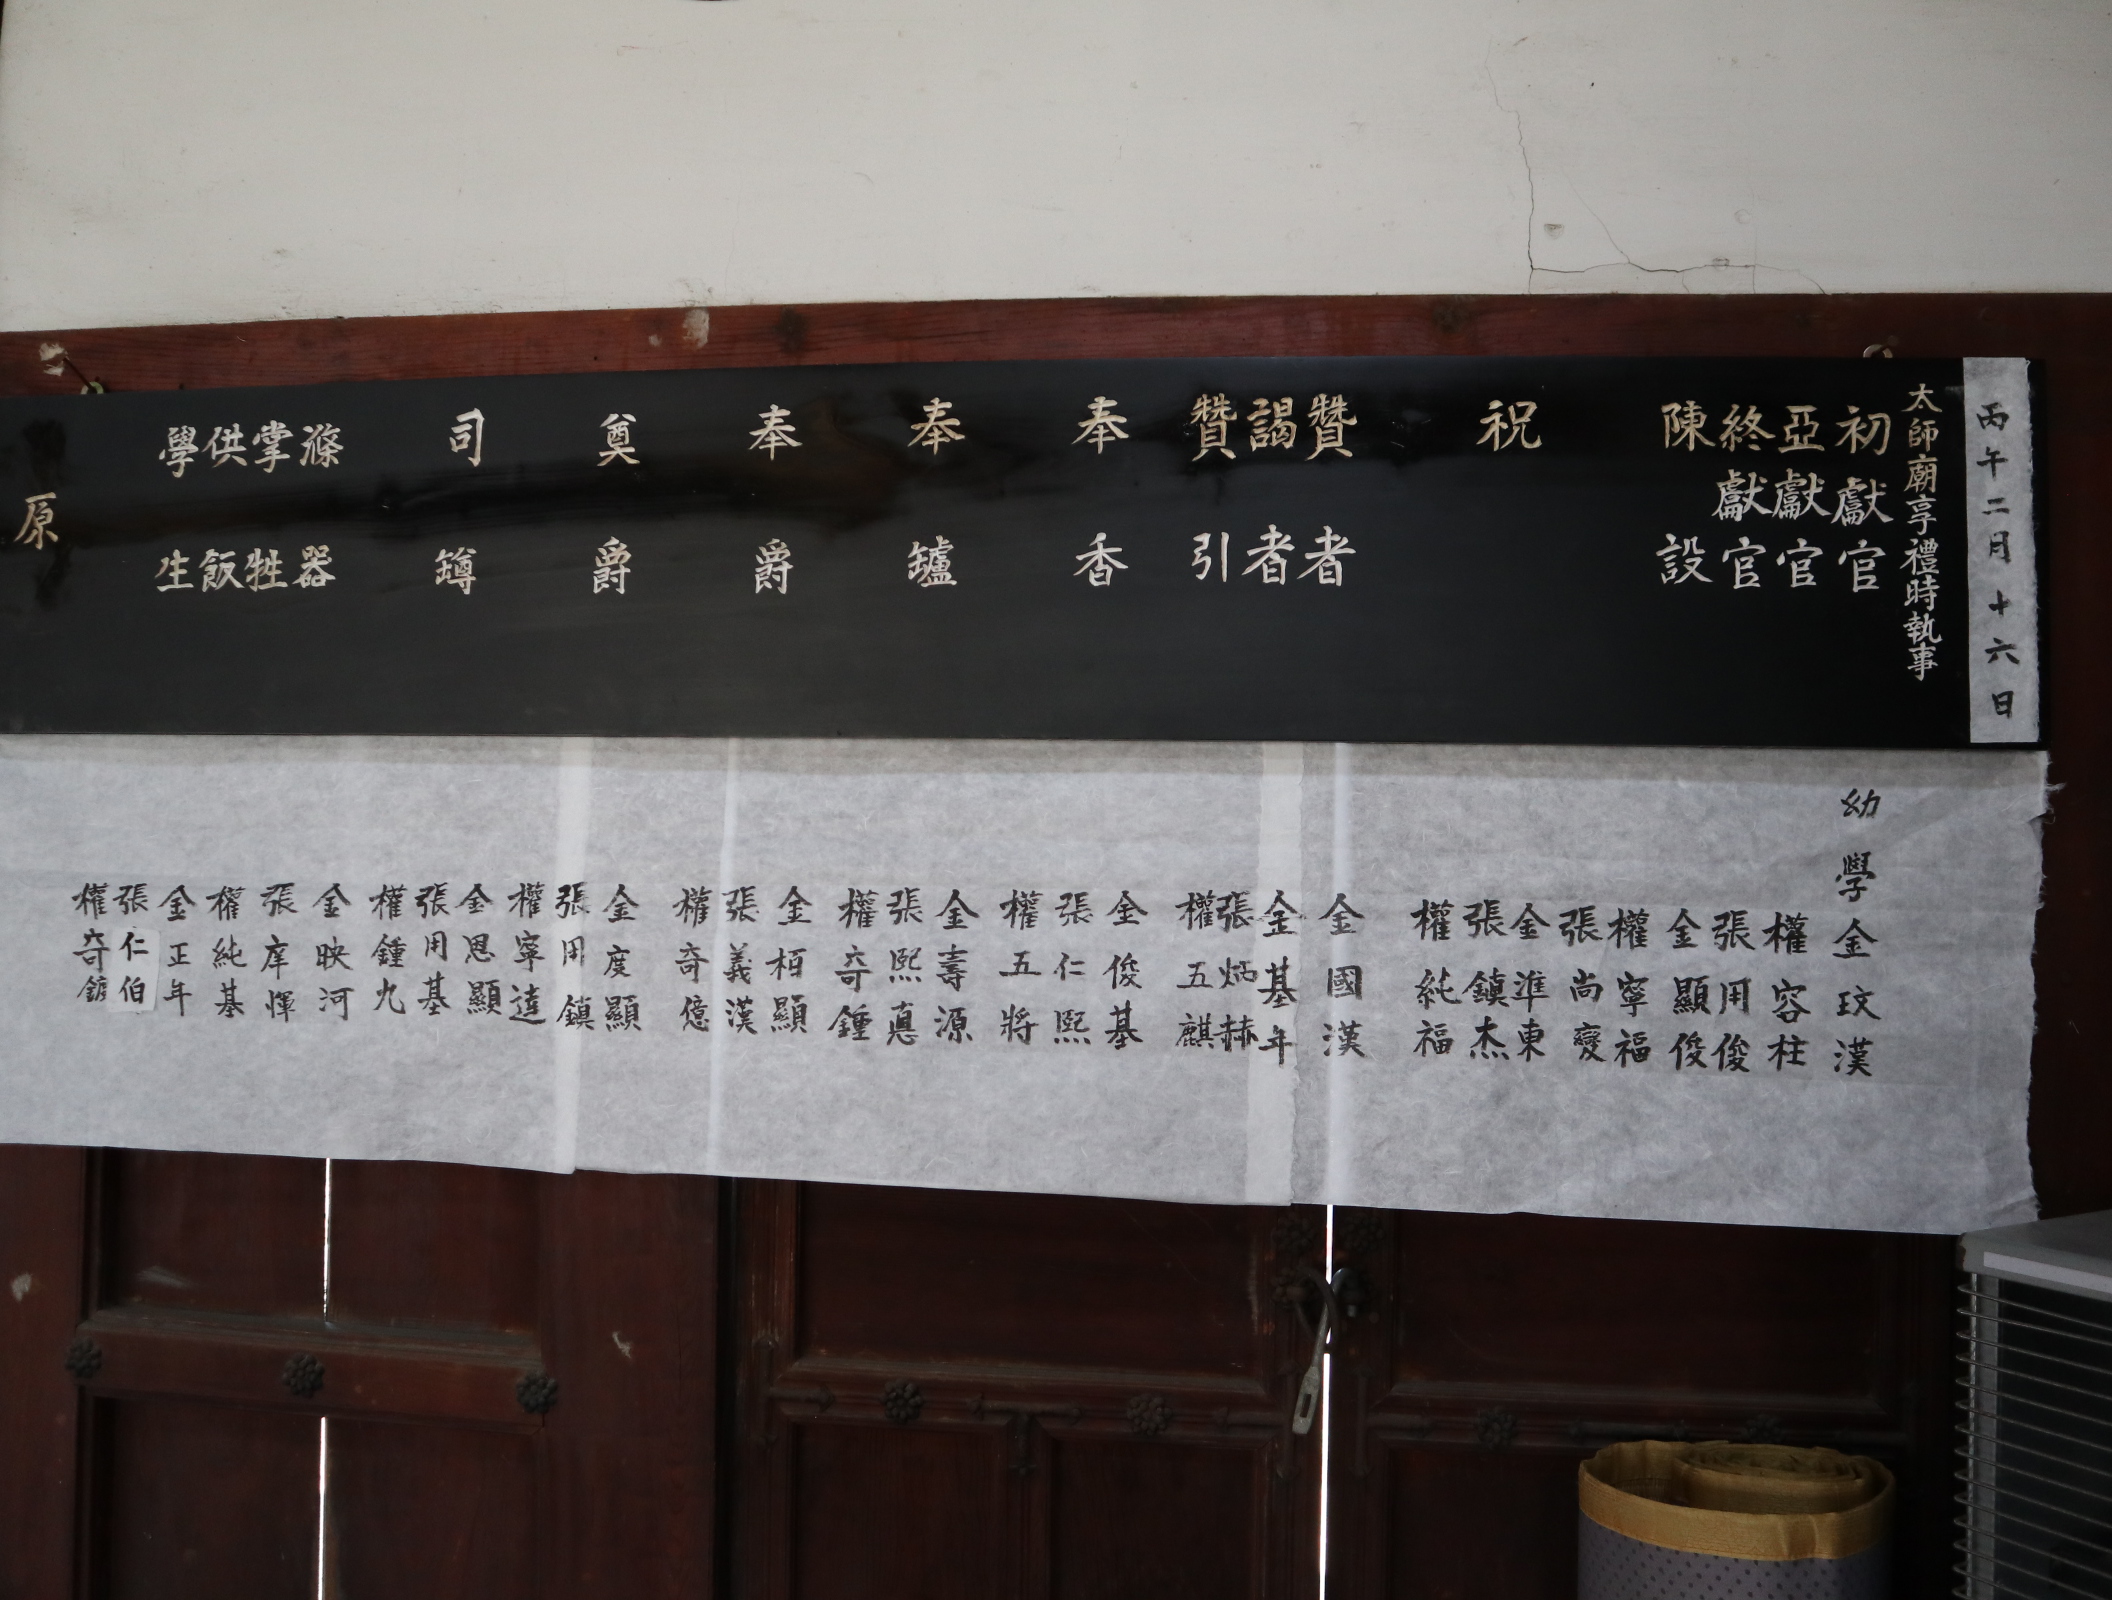 丙午二月十六日
太師廟享禮時執事
初獻官
亞獻官
終獻官
陳設
祝
贊者
謁者
贊引
奉香
奉鑪
奉爵
奠爵
司罇
滌器
掌牲
供飯
學生
原
幼學金玟漢
權容柱
張用俊
金顯俊
權寧福
張尚燮
金準東
張鎮杰
權純福
金國漢
金基年
張炳赫
權五麒
金俊基
張仁熙
權五將
金壽源
張熙惪
權奇鍾
金栢顯
張義漢
權奇億
金度顯
張用鎮
權寧遠
金恩顯
張用基
權鍾九
金映河
張庠惲
權純基
金正年
張仁伯
權奇鎬